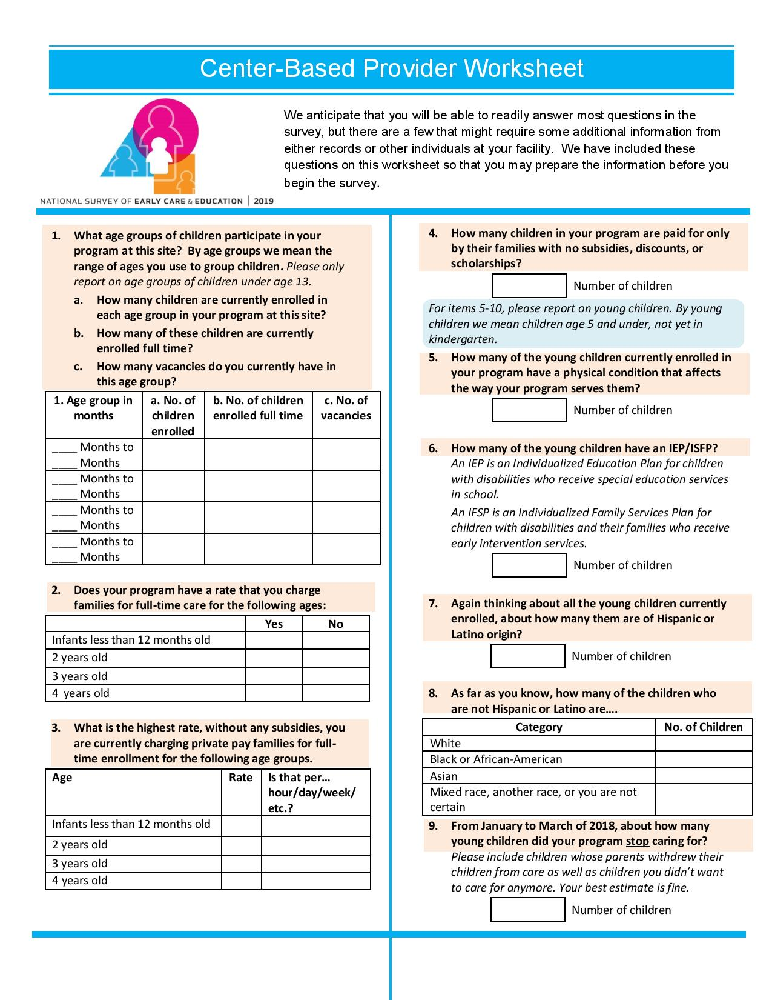 Center-Based Provider Worksheet
We anticipate that you will be able to readily answer most questions in the
survey, but there are a few that might require some additional information from
either records or other individuals at your facility.  We have included these
questions on this worksheet so that you may prepare the information before you
begin the survey.
NATIONAL SURVEY OF EARLY CARE & EDUCATION | 2019
1. What age groups of children participate in your
program at this site?  By age groups we mean the
range of ages you use to group children. Please only
report on age groups of children under age 13.
a. How many children are currently enrolled in
each age group in your program at this site?
b. How many of these children are currently
enrolled full time?
c. How many vacancies do you currently have in
this age group?
1. Age group in a. No. of b. No. of children c. No. of
months children enrolled full time vacancies
enrolled
____ Months to
____ Months
____ Months to
____ Months
____ Months to
____ Months
____ Months to
____ Months
2. Does your program have a rate that you charge
families for full-time care for the following ages:
Yes No
Infants less than 12 months old
2 years old
3 years old
4  years old
3. What is the highest rate, without any subsidies, you
are currently charging private pay families for full-
time enrollment for the following age groups.
Age Rate Is that per…
hour/day/week/
etc.?
Infants less than 12 months old
2 years old
3 years old
4 years old
4. How many children in your program are paid for only
by their families with no subsidies, discounts, or
scholarships?
Number of children
For items 5-10, please report on young children. By young
children we mean children age 5 and under, not yet in
kindergarten.
5. How many of the young children currently enrolled in
your program have a physical condition that affects
the way your program serves them?
Number of children
6. How many of the young children have an IEP/ISFP?
An IEP is an Individualized Education Plan for children
with disabilities who receive special education services
in school.
An IFSP is an Individualized Family Services Plan for
children with disabilities and their families who receive
early intervention services.
Number of children
7. Again thinking about all the young children currently
enrolled, about how many them are of Hispanic or
Latino origin?
Number of children
8. As far as you know, how many of the children who
are not Hispanic or Latino are….
Category No. of Children
White
Black or African-American
Asian
Mixed race, another race, or you are not
certain
9. From January to March of 2018, about how many
young children did your program stop caring for?
Please include children whose parents withdrew their
children from care as well as children you didn’t want
to care for anymore. Your best estimate is fine.
Number of children